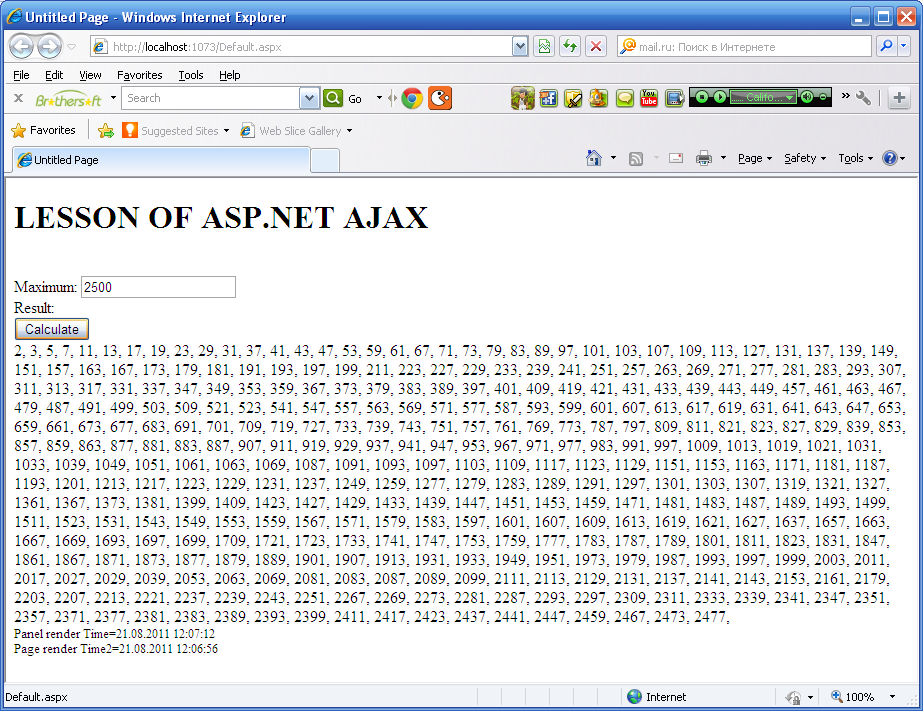 Untitled Page - Windows Internet Explorer
http://localhost:1073/Default.aspx
mail.ru: Поиск в Интернете
File Edit View Favorites Tools Help
Brothersoft Search Go You Tube Califo...
Favorites Suggested Sites Web Slice Gallery
Untitled Page Page Safety Tools
LESSON OF ASP.NET AJAX
Maximum: 2500
Result:
Calculate
2, 3, 5, 7, 11, 13, 17, 19, 23, 29, 31, 37, 41, 43, 47, 53, 59, 61, 67, 71, 73, 79, 83, 89, 97, 101, 103, 107, 109, 113, 127, 131, 137, 139, 149,
151, 157, 163, 167, 173, 179, 181, 191, 193, 197, 199, 211, 223, 227, 229, 233, 239, 241, 251, 257, 263, 269, 271, 277, 281, 283, 293, 307,
311, 313, 317, 331, 337, 347, 349, 353, 359, 367, 373, 379, 383, 389, 397, 401, 409, 419, 421, 431, 433, 439, 443, 449, 457, 461, 463, 467,
479, 487, 491, 499, 503, 509, 521, 523, 541, 547, 557, 563, 569, 571, 577, 587, 593, 599, 601, 607, 613, 617, 619, 631, 641, 643, 647, 653,
659, 661, 673, 677, 683, 691, 701, 709, 719, 727, 733, 739, 743, 751, 757, 761, 769, 773, 787, 797, 809, 811, 821, 823, 827, 829, 839, 853,
857, 859, 863, 877, 881, 883, 887, 907, 911, 919, 929, 937, 941, 947, 953, 967, 971, 977, 983, 991, 997, 1009, 1013, 1019, 1021, 1031,
1033, 1039, 1049, 1051, 1061, 1063, 1069, 1087, 1091, 1093, 1097, 1103, 1109, 1117, 1123, 1129, 1151, 1153, 1163, 1171, 1181, 1187,
1193, 1201, 1213, 1217, 1223, 1229, 1231, 1237, 1249, 1259, 1277, 1279, 1283, 1289, 1291, 1297, 1301, 1303, 1307, 1319, 1321, 1327,
1361, 1367, 1373, 1381, 1399, 1409, 1423, 1427, 1429, 1433, 1439, 1447, 1451, 1453, 1459, 1471, 1481, 1483, 1487, 1489, 1493, 1499,
1511, 1523, 1531, 1543, 1549, 1553, 1559, 1567, 1571, 1579, 1583, 1597, 1601, 1607, 1609, 1613, 1619, 1621, 1627, 1637, 1657, 1663,
1667, 1669, 1693, 1697, 1699, 1709, 1721, 1723, 1733, 1741, 1747, 1753, 1759, 1777, 1783, 1787, 1789, 1801, 1811, 1823, 1831, 1847,
1861, 1867, 1871, 1873, 1877, 1879, 1889, 1901, 1907, 1913, 1931, 1933, 1949, 1951, 1973, 1979, 1987, 1993, 1997, 1999, 2003, 2011,
2017, 2027, 2029, 2039, 2053, 2063, 2069, 2081, 2083, 2087, 2089, 2099, 2111, 2113, 2129, 2131, 2137, 2141, 2143, 2153, 2161, 2179,
2203, 2207, 2213, 2221, 2237, 2239, 2243, 2251, 2267, 2269, 2273, 2281, 2287, 2293, 2297, 2309, 2311, 2333, 2339, 2341, 2347, 2351,
2357, 2371, 2377, 2381, 2383, 2389, 2393, 2399, 2411, 2417, 2423, 2437, 2441, 2447, 2459, 2467, 2473, 2477,
Panel render Time=21.08.2011 12:07:12
Page render Time2=21.08.2011 12:06:56
Default.aspx Internet 100%